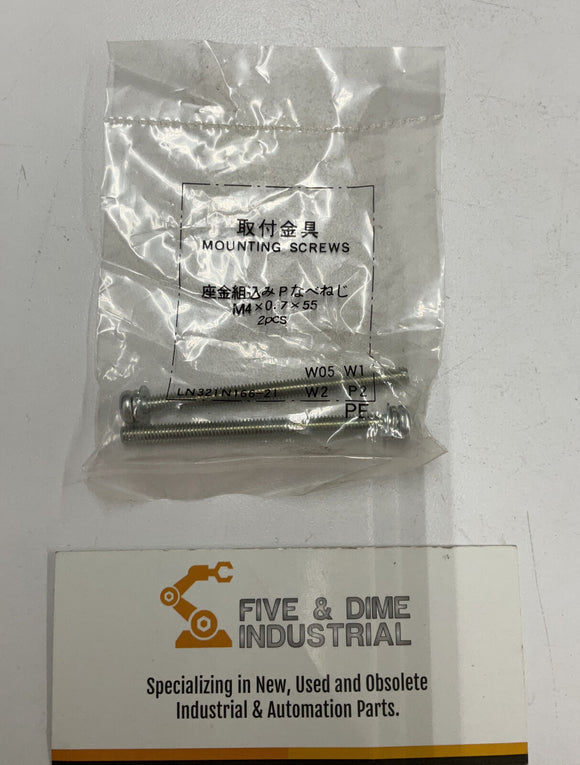 取付金具
MOUNTING SCREWS
座金組込みPなべねじ
M4×0.7×55
2pcs
W05 W1
LN321N166-21 W2 P2
PE
FIVE & DIME
INDUSTRIAL
Specializing in New, Used and Obsolete
Industrial & Automation Parts.